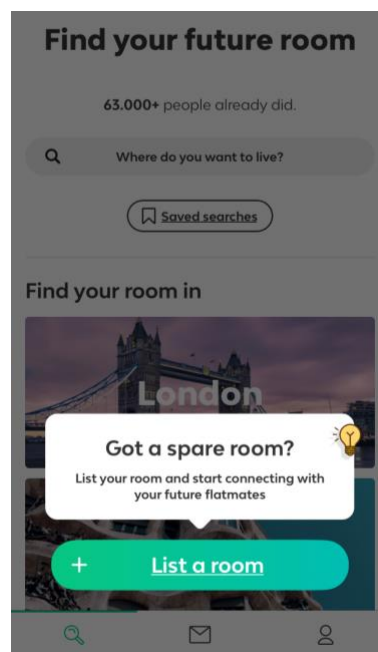 Find your future room
63.000+ people already did.
Where do you want to live?
Saved searches
Find your room in
London
Got a spare room?
List your room and start connecting with
your future flatmates
+ List a room